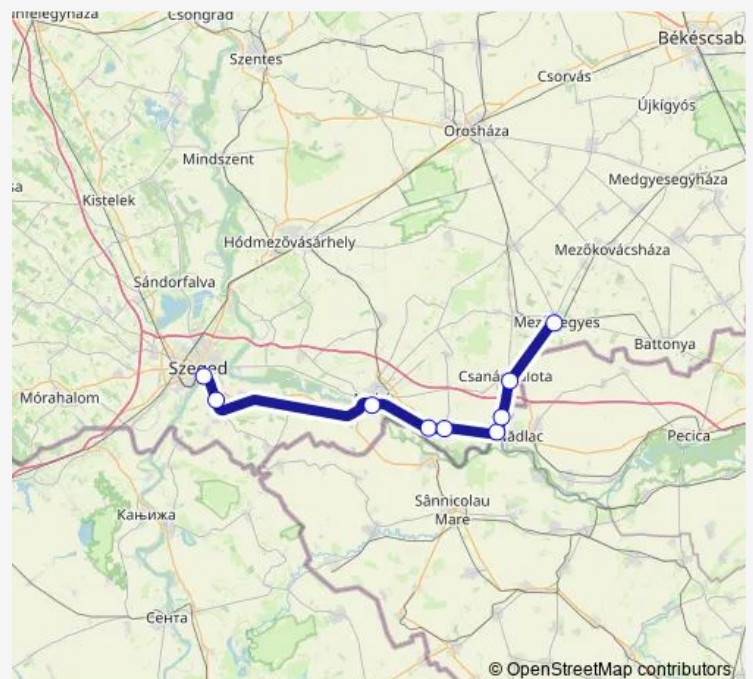 Csongrád
Békéscsab
Szentes
Csorvás
Újkígyós
Orosháza
Mindszent
Medgyesegyháza
Kistelek
Hódmezővásárhely
Mezőkovácsháza
Sándorfalva
Battonya
Szeged
Mórahalom
Pecica
Sânnicolau
Mare
Кањижа
Сента
© OpenStreetMap contributors